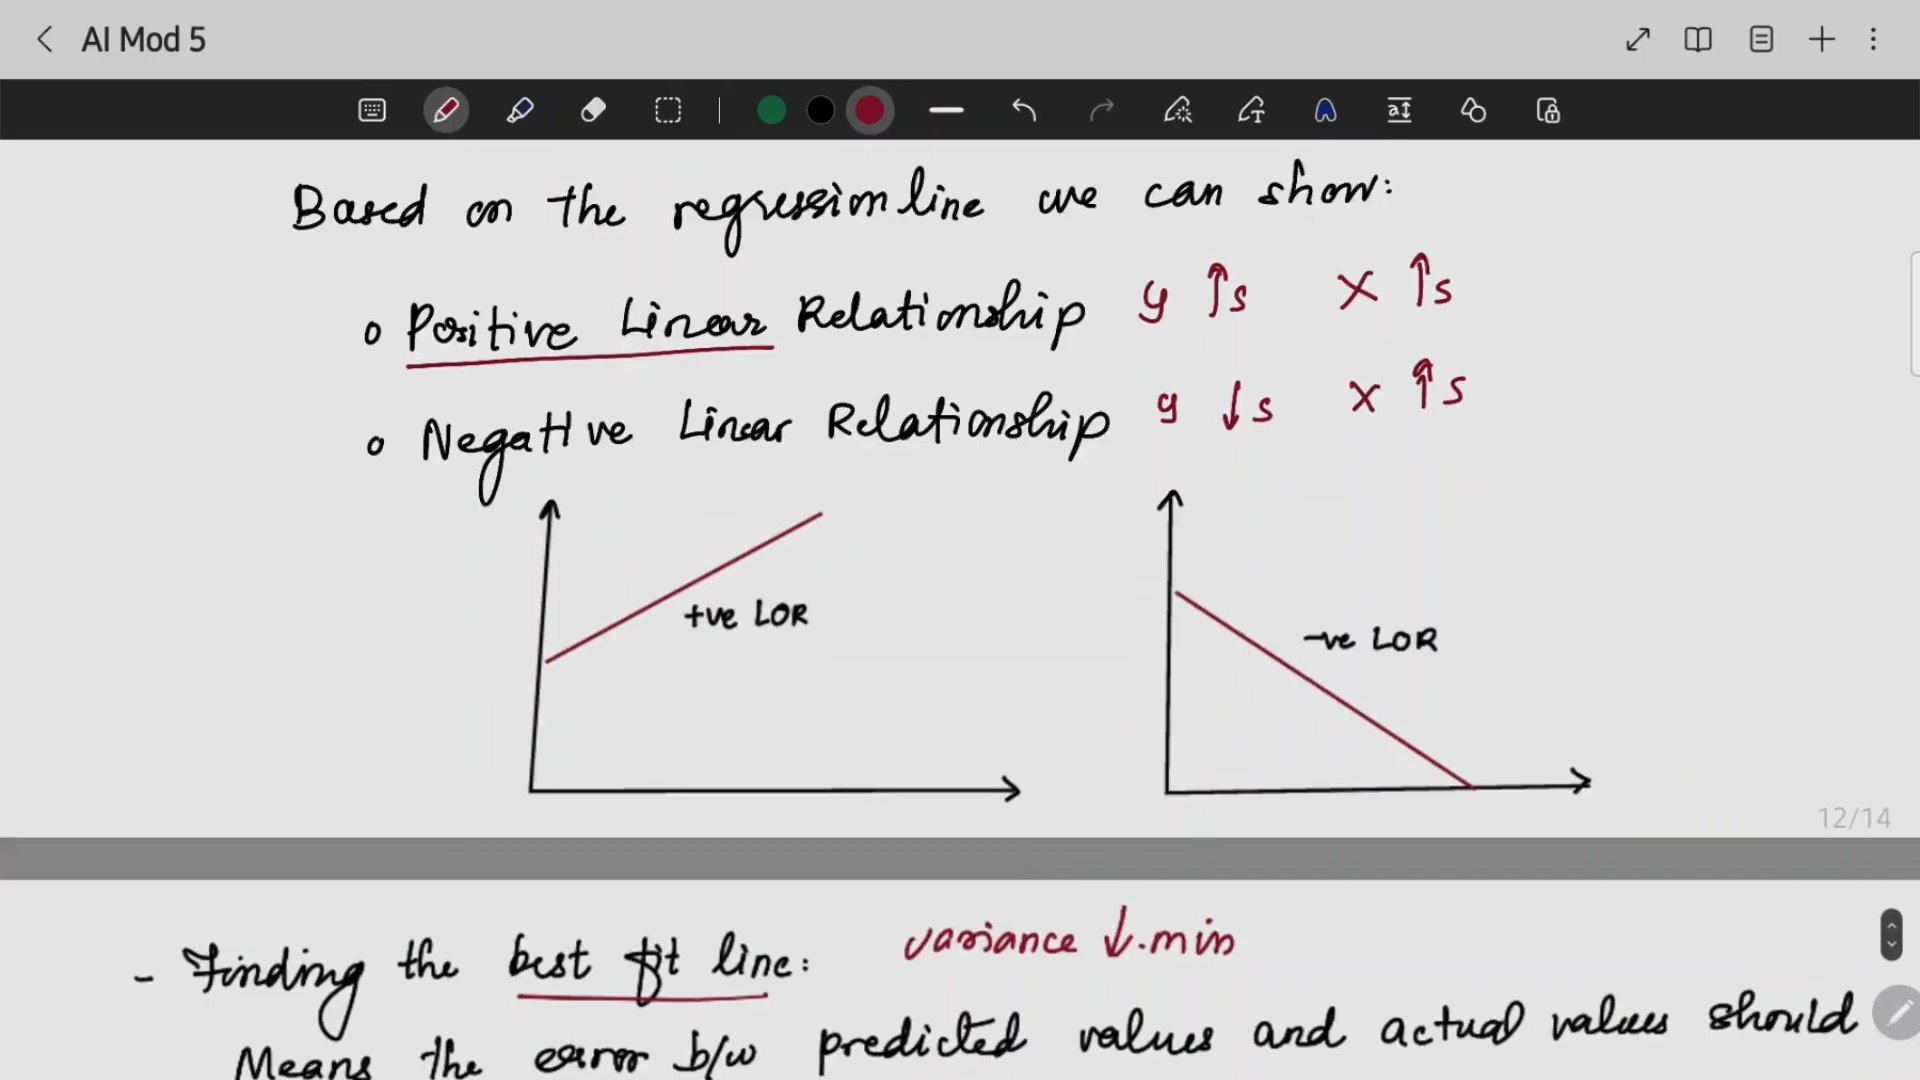 AI Mod 5
Based on the regression line we can show:
o Positive Linear Relationship y ↑s x ↑s
o Negative Linear Relationship y ↓s x ↑s
+ve LOR
-ve LOR
12/14
- Finding the best fit line: variance ↓.min
Means the error b/w predicted values and actual values should